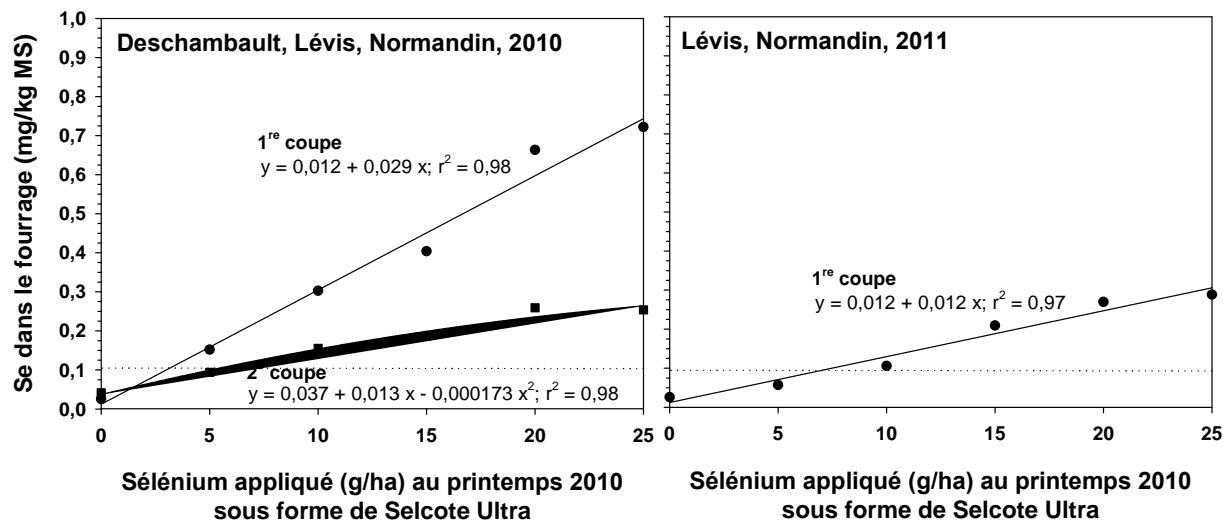 Deschambault, Lévis, Normandin, 2010
Se dans le fourrage (mg/kg MS)
1,0
0,9
0,8
0,7
0,6
0,5
0,4
0,3
0,2
0,1
0,0
1re coupe
y = 0,012 + 0,029 x; r2 = 0,98
2e coupe
y = 0,037 + 0,013 x - 0,000173 x2; r2 = 0,98
0 5 10 15 20 25
Sélénium appliqué (g/ha) au printemps 2010
sous forme de Selcote Ultra
Lévis, Normandin, 2011
1re coupe
y = 0,012 + 0,012 x; r2 = 0,97
0 5 10 15 20 25
Sélénium appliqué (g/ha) au printemps 2010
sous forme de Selcote Ultra